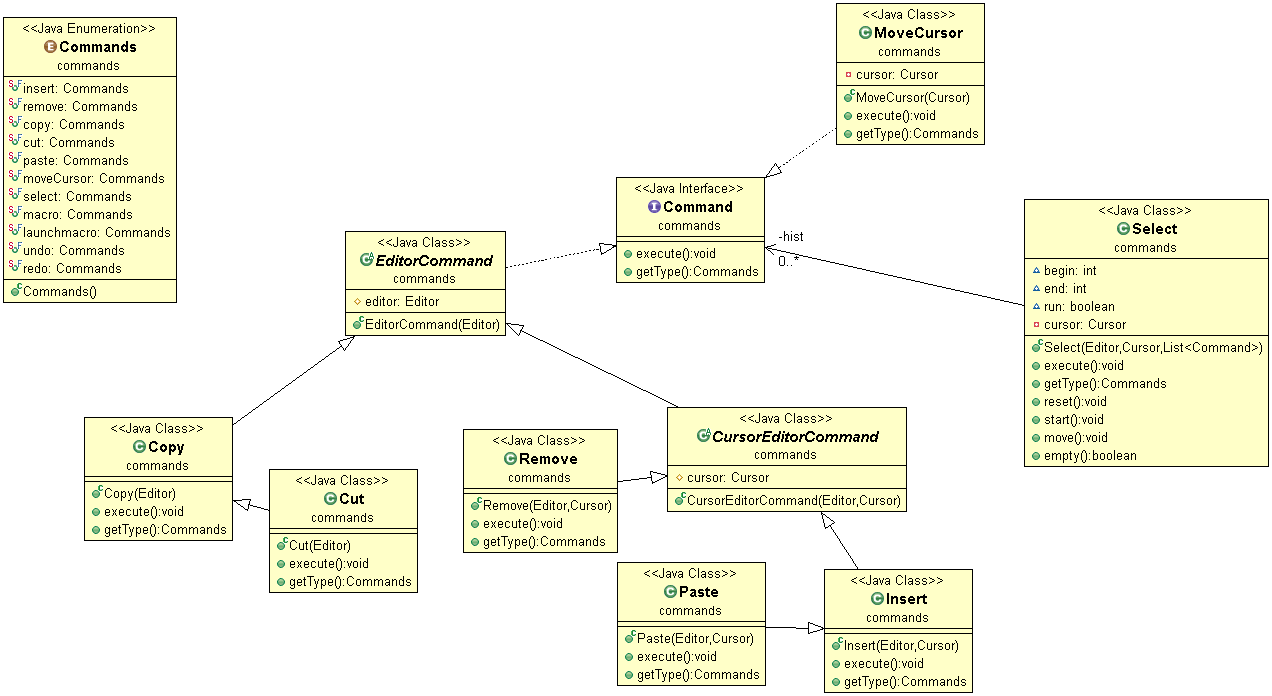 <<Java Enumeration>>
Commands
commands
insert: Commands
remove: Commands
copy: Commands
cut: Commands
paste: Commands
moveCursor: Commands
select: Commands
macro: Commands
launchmacro: Commands
undo: Commands
redo: Commands
Commands()
<<Java Class>>
MoveCursor
commands
cursor: Cursor
MoveCursor(Cursor)
execute():void
getType():Commands
<<Java Interface>>
Command
commands
execute():void
getType():Commands
-hist
0..*
<<Java Class>>
Select
commands
begin: int
end: int
run: boolean
cursor: Cursor
Select(Editor,Cursor,List<Command>)
execute():void
getType():Commands
reset():void
start():void
move():void
empty():boolean
<<Java Class>>
EditorCommand
commands
editor: Editor
EditorCommand(Editor)
<<Java Class>>
Copy
commands
Copy(Editor)
execute():void
getType():Commands
<<Java Class>>
Cut
commands
Cut(Editor)
execute():void
getType():Commands
<<Java Class>>
Remove
commands
Remove(Editor,Cursor)
execute():void
getType():Commands
<<Java Class>>
CursorEditorCommand
commands
cursor: Cursor
CursorEditorCommand(Editor,Cursor)
<<Java Class>>
Paste
commands
Paste(Editor,Cursor)
execute():void
getType():Commands
<<Java Class>>
Insert
commands
Insert(Editor,Cursor)
execute():void
getType():Commands